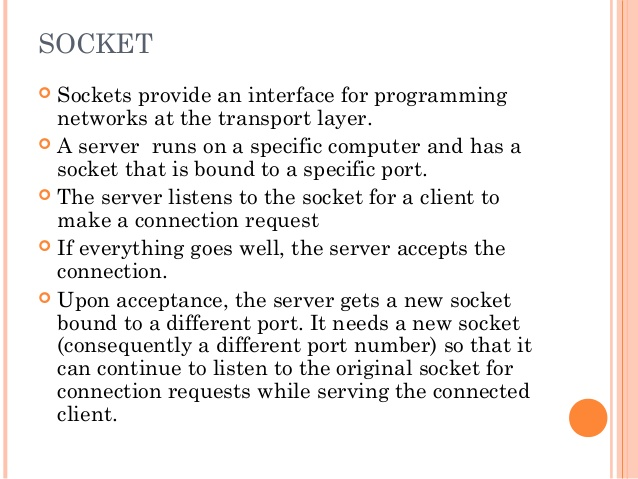 SOCKET
Sockets provide an interface for programming
networks at the transport layer.
A server  runs on a specific computer and has a
socket that is bound to a specific port.
The server listens to the socket for a client to
make a connection request
If everything goes well, the server accepts the
connection.
Upon acceptance, the server gets a new socket
bound to a different port. It needs a new socket
(consequently a different port number) so that it
can continue to listen to the original socket for
connection requests while serving the connected
client.